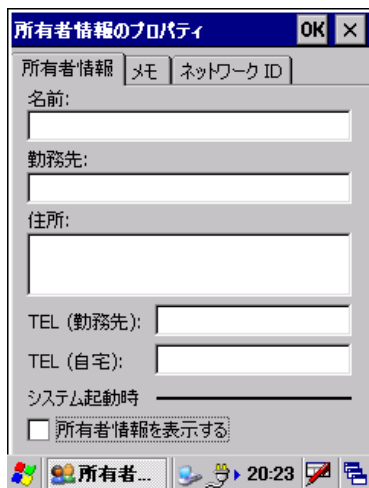 所有者情報のプロパティ OK ×
所有者情報 メモ ネットワーク ID
名前:
勤務先:
住所:
TEL (勤務先):
TEL (自宅):
システム起動時
所有者情報を表示する
所有者... 20:23